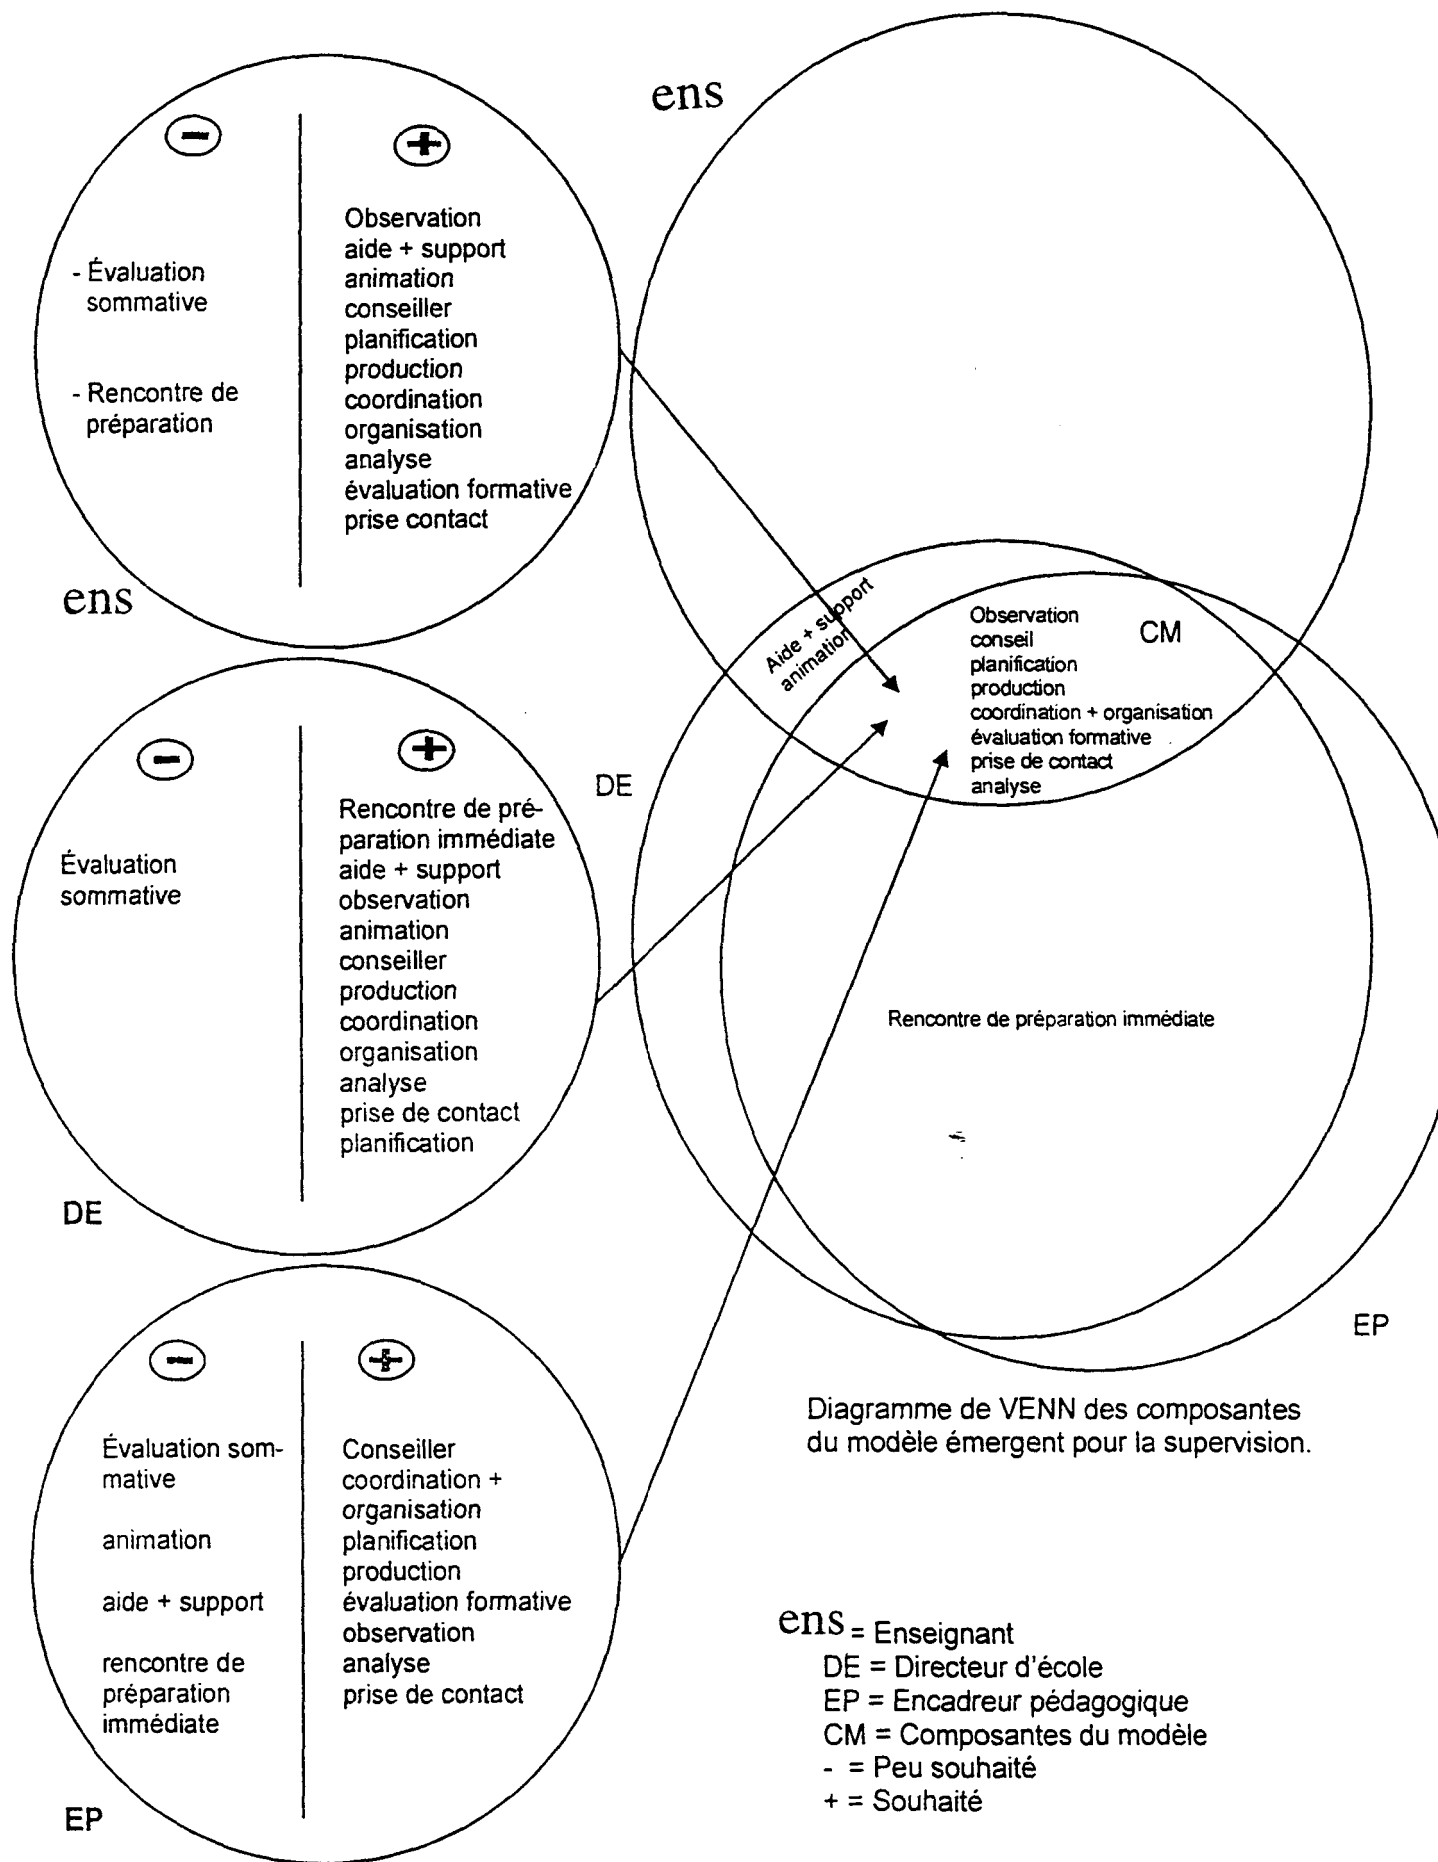 ens
-
+
- Évaluation
sommative
- Rencontre de
préparation
Observation
aide + support
animation
conseiller
planification
production
coordination
organisation
analyse
évaluation formative
prise contact
ens
-
+
Évaluation
sommative
Rencontre de pré-
paration immédiate
aide + support
observation
animation
conseiller
production
coordination
organisation
analyse
prise de contact
planification
DE
-
+
Évaluation som-
mative
animation
aide + support
rencontre de
préparation
immédiate
Conseiller
coordination +
organisation
planification
production
évaluation formative
observation
analyse
prise de contact
EP
Aide + support
animation
Observation
conseil
planification
production
coordination + organisation
évaluation formative
prise de contact
analyse
CM
DE
Rencontre de préparation immédiate
EP
Diagramme de VENN des composantes
du modèle émergent pour la supervision.
ens = Enseignant
DE = Directeur d'école
EP = Encadreur pédagogique
CM = Composantes du modèle
- = Peu souhaité
+ = Souhaité